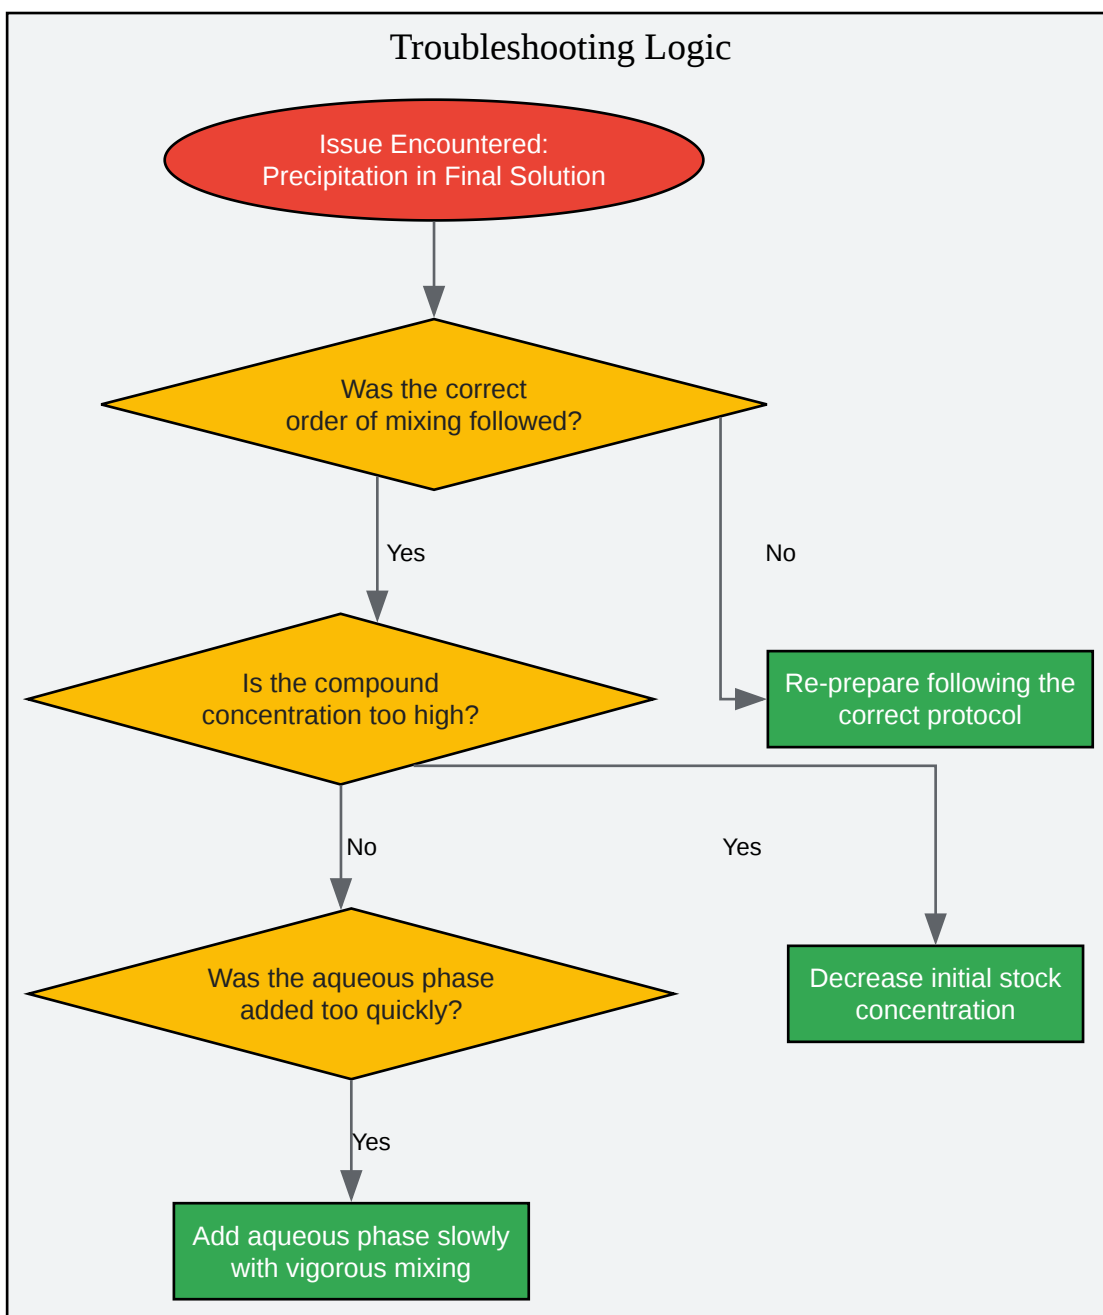 Troubleshooting Logic
Issue Encountered:
Precipitation in Final Solution
Was the correct
order of mixing followed?
Yes
No
Is the compound
concentration too high?
Re-prepare following the
correct protocol
No
Yes
Was the aqueous phase
added too quickly?
Decrease initial stock
concentration
Yes
Add aqueous phase slowly
with vigorous mixing